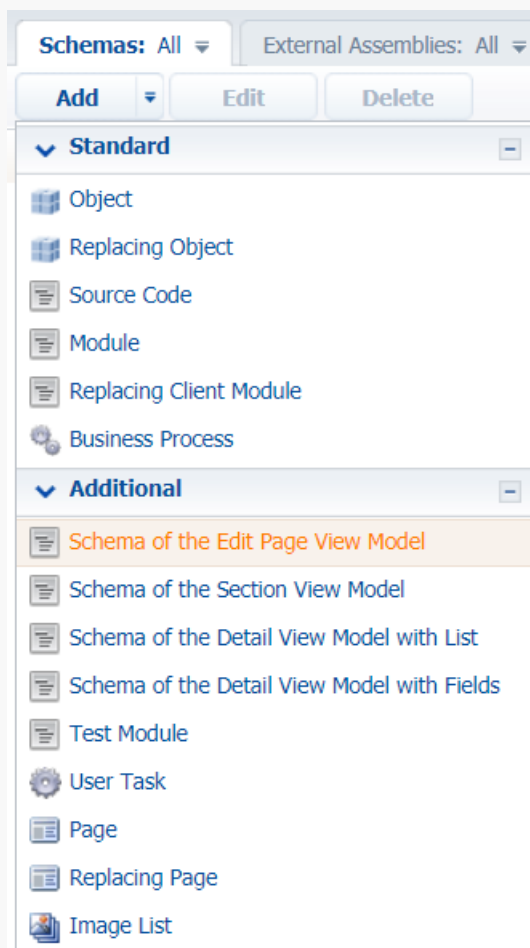 Schemas: All External Assemblies: All
Add Edit Delete
Standard
Object
Replacing Object
Source Code
Module
Replacing Client Module
Business Process
Additional
Schema of the Edit Page View Model
Schema of the Section View Model
Schema of the Detail View Model with List
Schema of the Detail View Model with Fields
Test Module
User Task
Page
Replacing Page
Image List